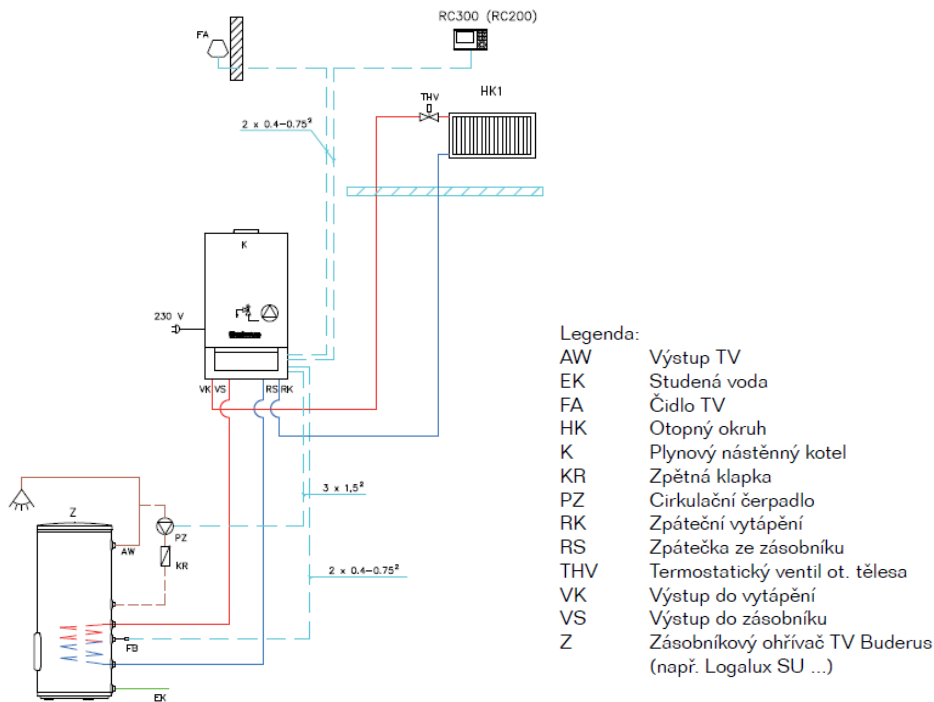 RC300 (RC200)
FA
THV
HK1
2 x 0.4-0.75²
K
230 V
Buderus
VK VS
RS RK
3 x 1,5²
Z
AW
PZ
KR
2 x 0.4-0.75²
FB
EK
Legenda:
AW Výstup TV
EK Studená voda
FA Čidlo TV
HK Otopný okruh
K Plynový nástěnný kotel
KR Zpětná klapka
PZ Cirkulační čerpadlo
RK Zpáteční vytápění
RS Zpátečka ze zásobníku
THV Termostatický ventil ot. tělesa
VK Výstup do vytápění
VS Výstup do zásobníku
Z Zásobníkový ohřívač TV Buderus
(např. Logalux SU ...)